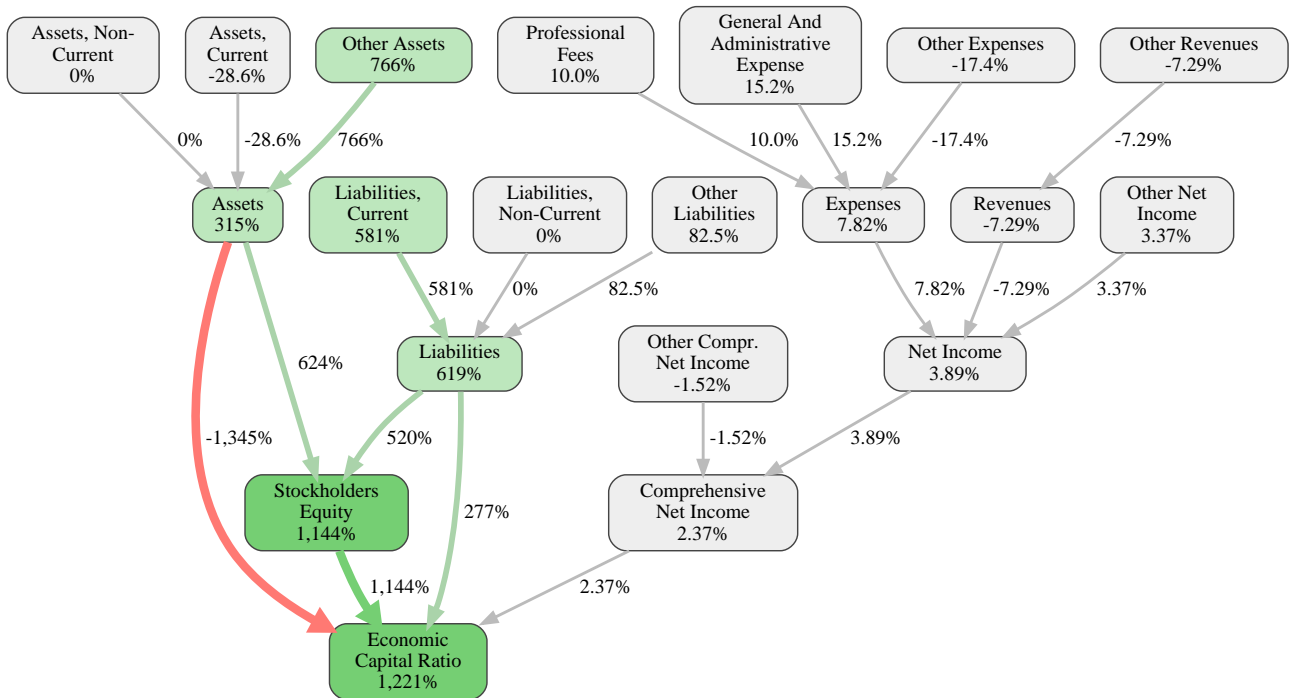 Assets, Non-
Current
0%
Assets,
Current
-28.6%
Other Assets
766%
Professional
Fees
10.0%
General And
Administrative
Expense
15.2%
Other Expenses
-17.4%
Other Revenues
-7.29%
0%
-28.6%
766%
10.0%
15.2%
-17.4%
-7.29%
Assets
315%
Liabilities,
Current
581%
Liabilities,
Non-Current
0%
Other
Liabilities
82.5%
Expenses
7.82%
Revenues
-7.29%
Other Net
Income
3.37%
581%
0%
82.5%
7.82%
-7.29%
3.37%
624%
Liabilities
619%
Other Compr.
Net Income
-1.52%
Net Income
3.89%
-1,345%
520%
-1.52%
3.89%
Stockholders
Equity
1,144%
277%
Comprehensive
Net Income
2.37%
1,144%
2.37%
Economic
Capital Ratio
1,221%